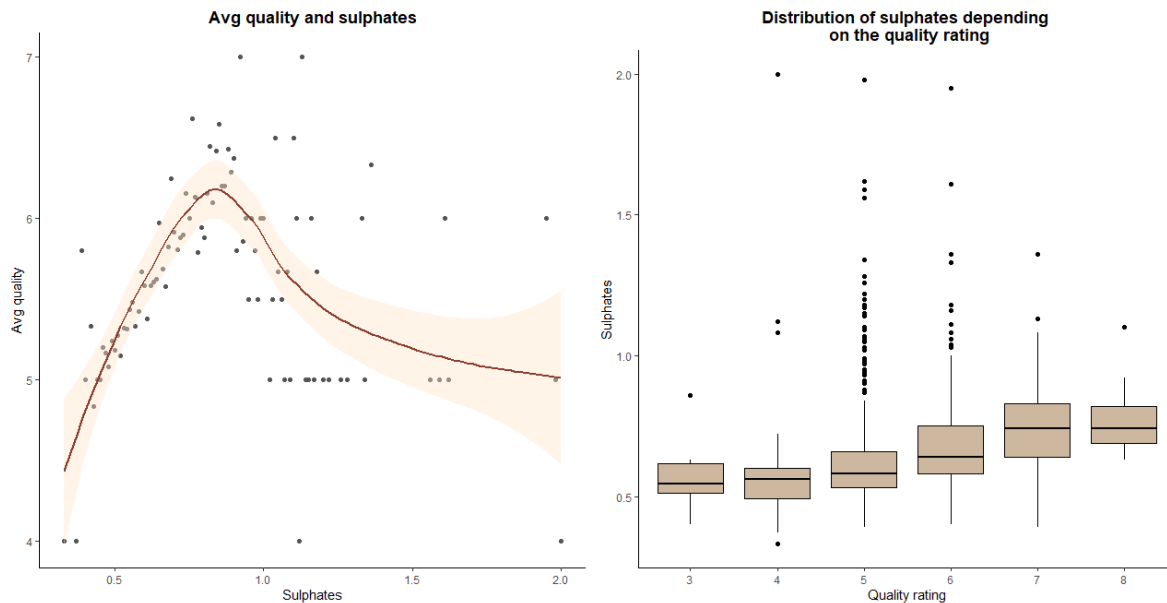 Avg quality and sulphates
7
6
5
4
Avg quality
0.5
1.0
1.5
2.0
Sulphates
Distribution of sulphates depending
on the quality rating
2.0
1.5
1.0
0.5
Sulphates
3
4
5
6
7
8
Quality rating